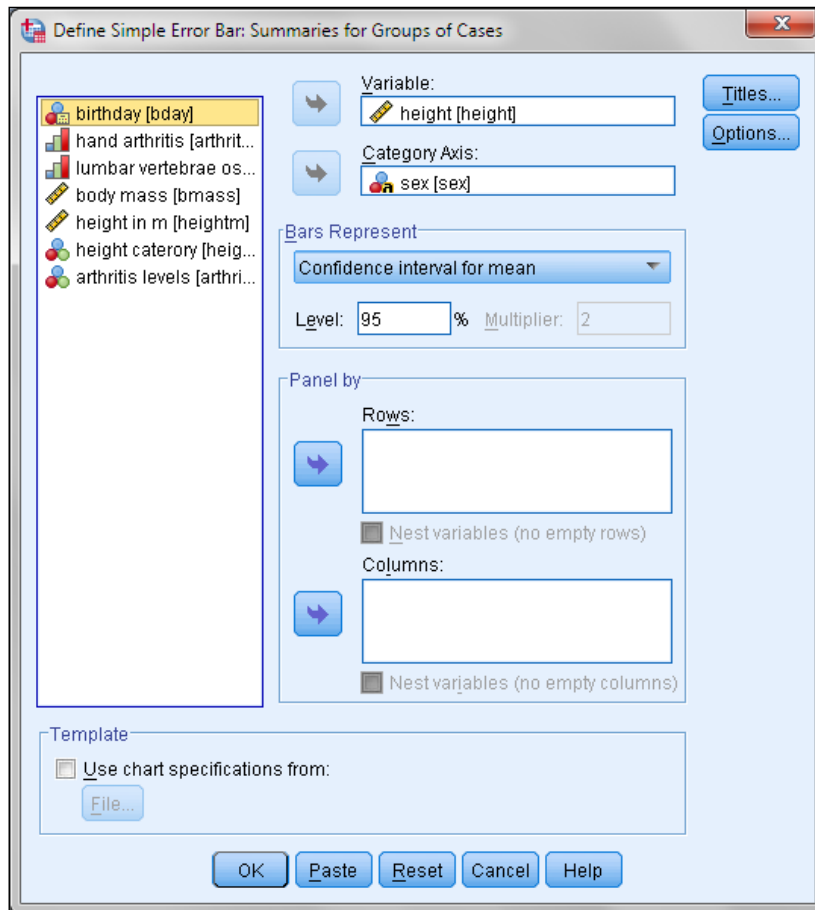 Define Simple Error Bar: Summaries for Groups of Cases
birthday [bday]
hand arthritis [arthrit...
lumbar vertebrae os...
body mass [bmass]
height in m [heightm]
height caterory [heig...
arthritis levels [arthri...
Variable:
height [height]
Category Axis:
a sex [sex]
Titles...
Options...
Bars Represent
Confidence interval for mean
Level: 95 % Multiplier: 2
Panel by
Rows:
Nest variables (no empty rows)
Columns:
Nest variables (no empty columns)
Template
Use chart specifications from:
File...
OK Paste Reset Cancel Help